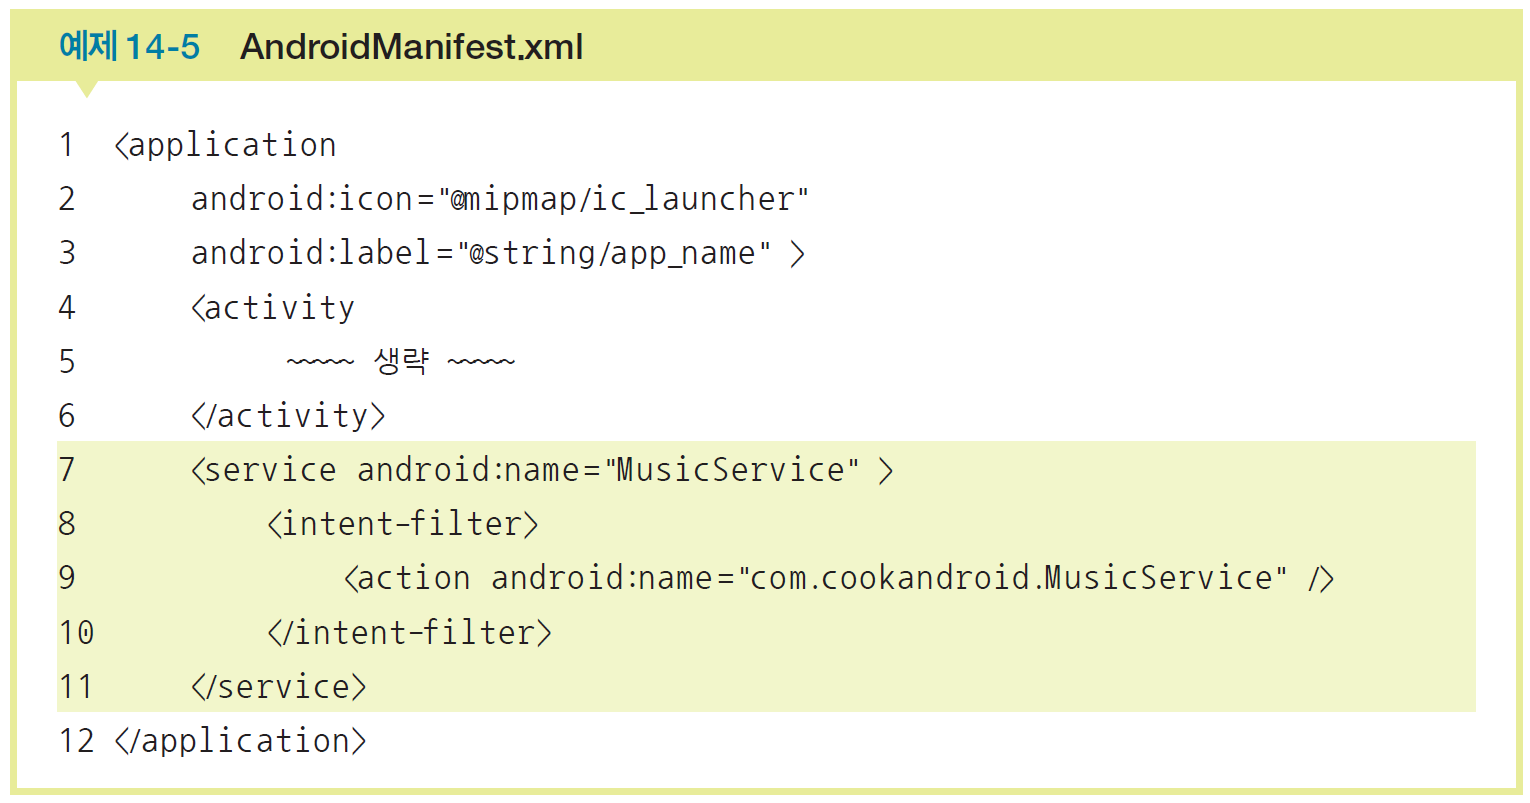 예제 14-5 AndroidManifest.xml
1 <application
2 android:icon="@mipmap/ic_launcher"
3 android:label="@string/app_name" >
4 <activity
5 ~~~~~ 생략 ~~~~~
6 </activity>
7 <service android:name="MusicService" >
8 <intent-filter>
9 <action android:name="com.cookandroid.MusicService" />
10 </intent-filter>
11 </service>
12 </application>